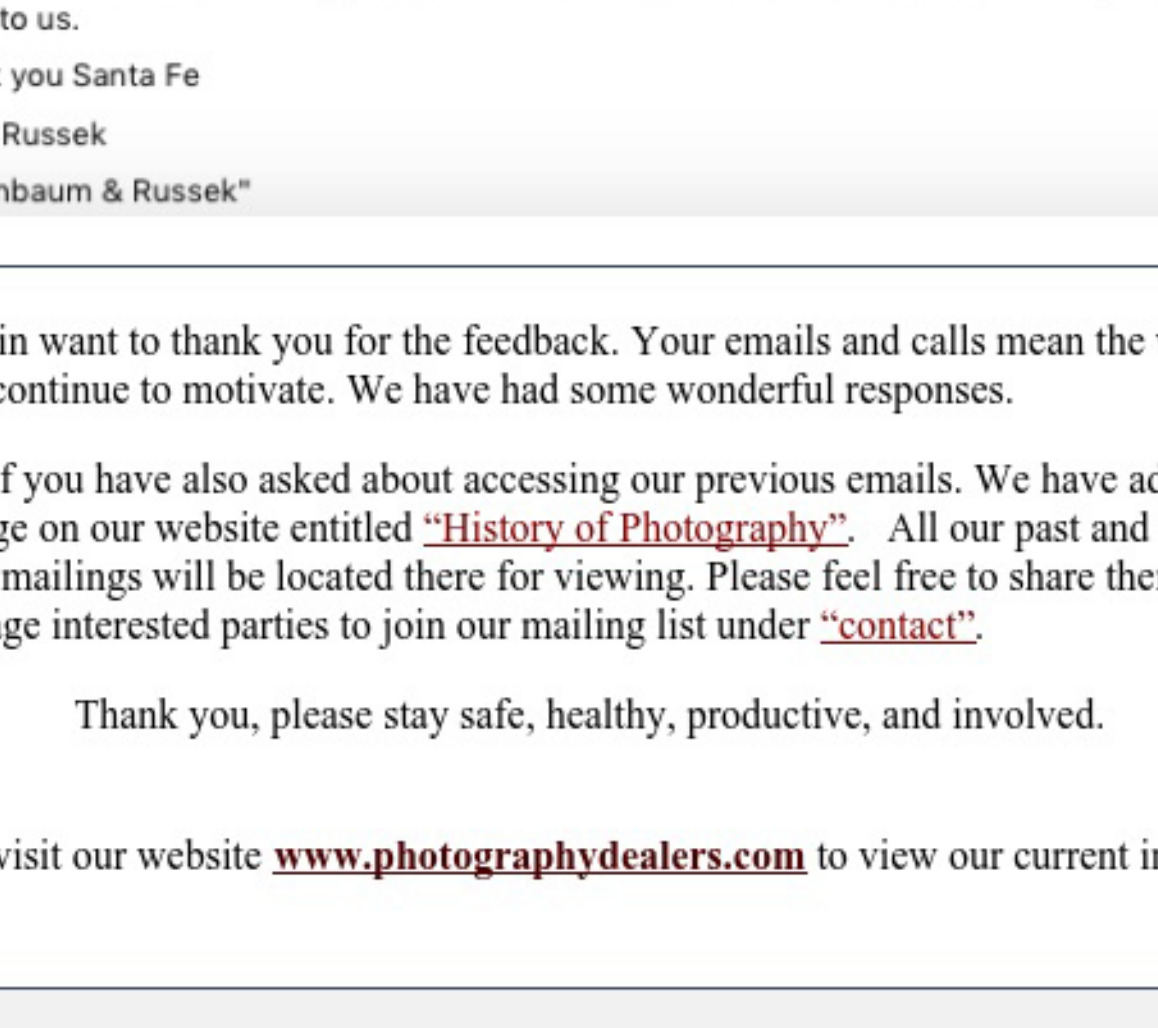 to us.
you Santa Fe
Russek
nbaum & Russek"
in want to thank you for the feedback. Your emails and calls mean the
continue to motivate. We have had some wonderful responses.
f you have also asked about accessing our previous emails. We have ad
ge on our website entitled “History of Photography”. All our past and
mailings will be located there for viewing. Please feel free to share the
ge interested parties to join our mailing list under “contact”.
Thank you, please stay safe, healthy, productive, and involved.
visit our website www.photographydealers.com to view our current in